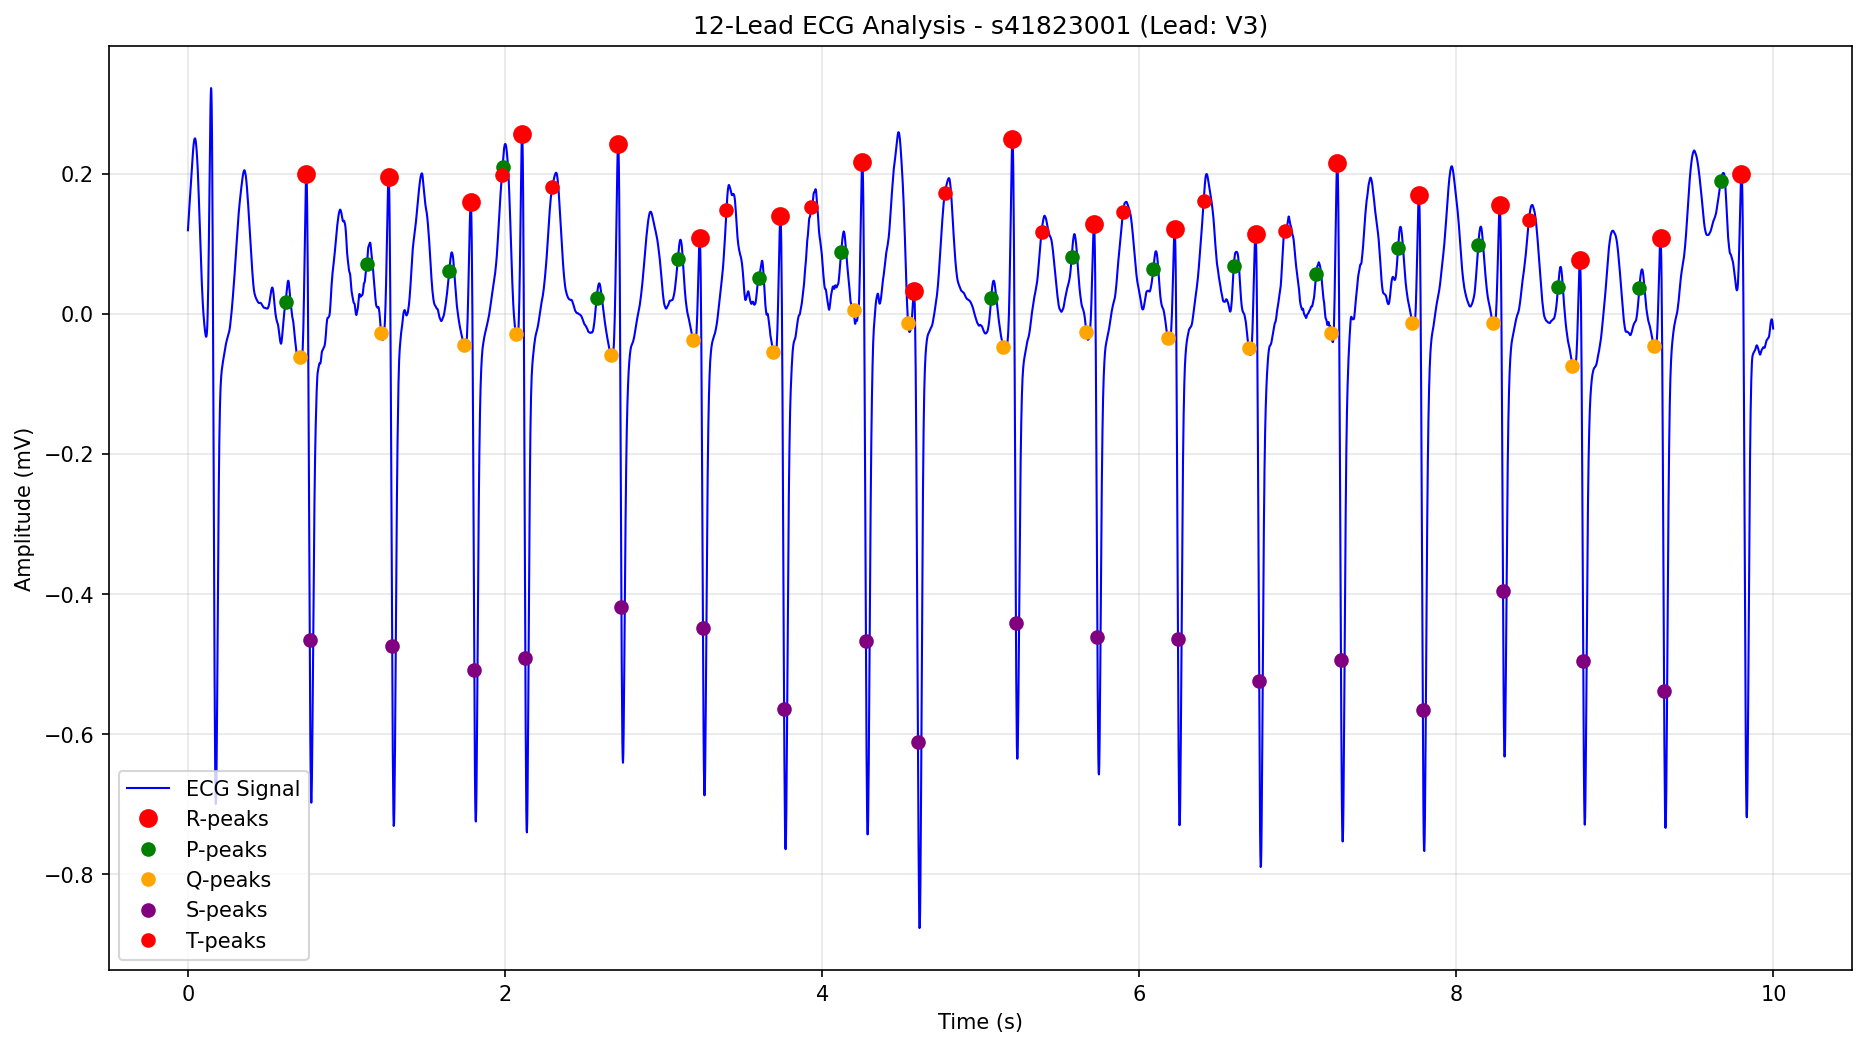 12-Lead ECG Analysis - s41823001 (Lead: V3)
Amplitude (mV)
0.2
0.0
−0.2
−0.4
−0.6
−0.8
ECG Signal
R-peaks
P-peaks
Q-peaks
S-peaks
T-peaks
0 2 4 6 8 10
Time (s)